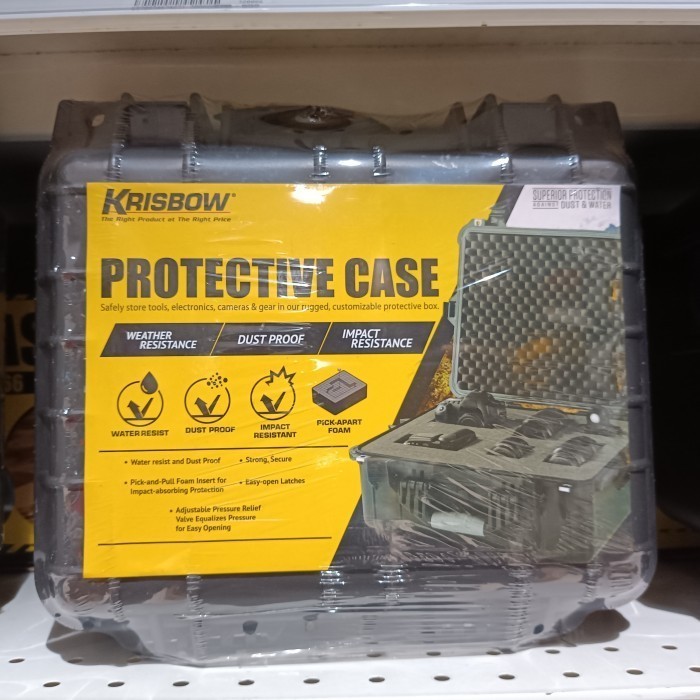 KRISBOW®
The Right Product at The Right Price
SUPERIOR PROTECTION
AGAINST DUST & WATER
PROTECTIVE CASE
Safely store tools, electronics, cameras & gear in our rugged, customizable protective box.
WEATHER
RESISTANCE
DUST PROOF
IMPACT
RESISTANCE
WATER RESIST
DUST PROOF
IMPACT
RESISTANT
PICK-APART
FOAM
• Water resist and Dust Proof
• Strong, Secure
• Pick-and-Pull Foam Insert for
Impact-absorbing Protection
• Easy-open Latches
• Adjustable Pressure Relief
Valve Equalizes Pressure
for Easy Opening